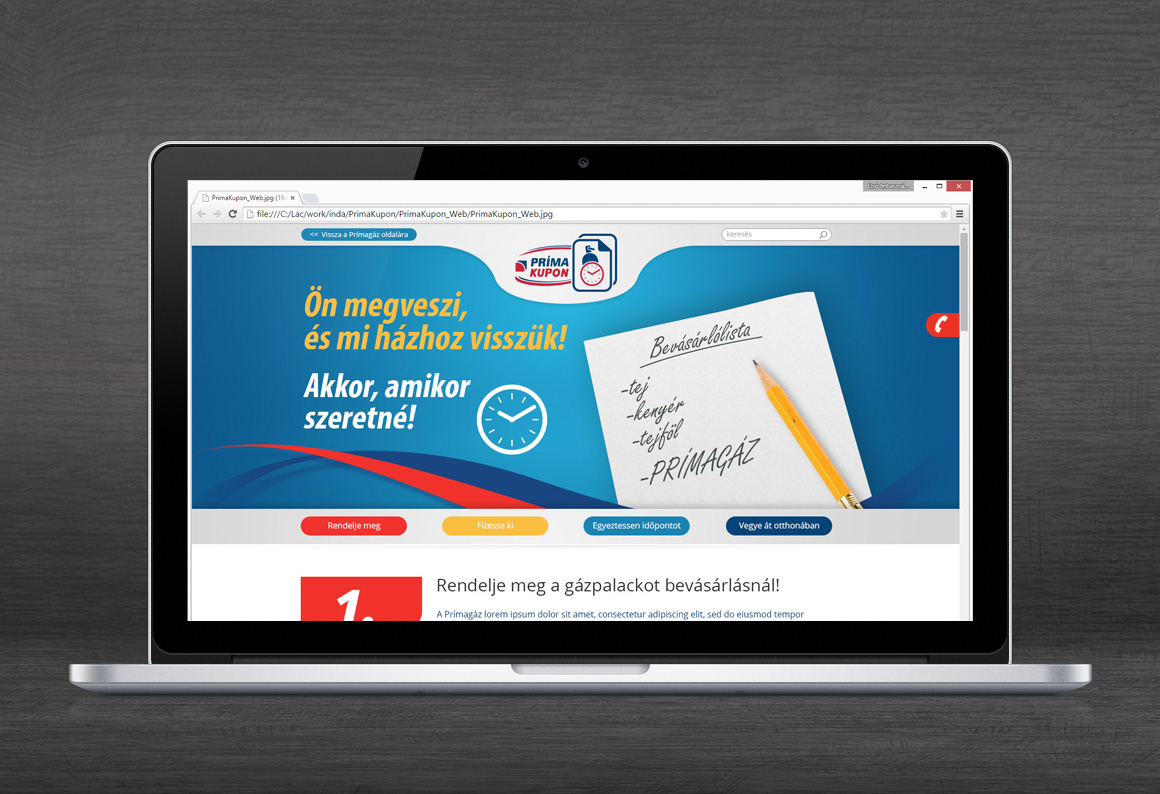 PrimaKupon_Web.jpg (19
file:///C:/Lac/work/inda/PrimaKupon/PrimaKupon_Web/PrimaKupon_Web.jpg
<< Vissza a Prímagáz oldalára
keresés
PRÍMA
KUPON
Ön megveszi,
és mi házhoz visszük!
Akkor, amikor
szeretné!
Bevásárlólista
-tej
-kenyér
-tejföl
-PRÍMAGÁZ
Rendelje meg
Fizesse ki
Egyeztessen időpontot
Vegye át otthonában
1.
Rendelje meg a gázpalackot bevásárlásnál!
A Prímagáz lorem ipsum dolor sit amet, consectetur adipiscing elit, sed do eiusmod tempor